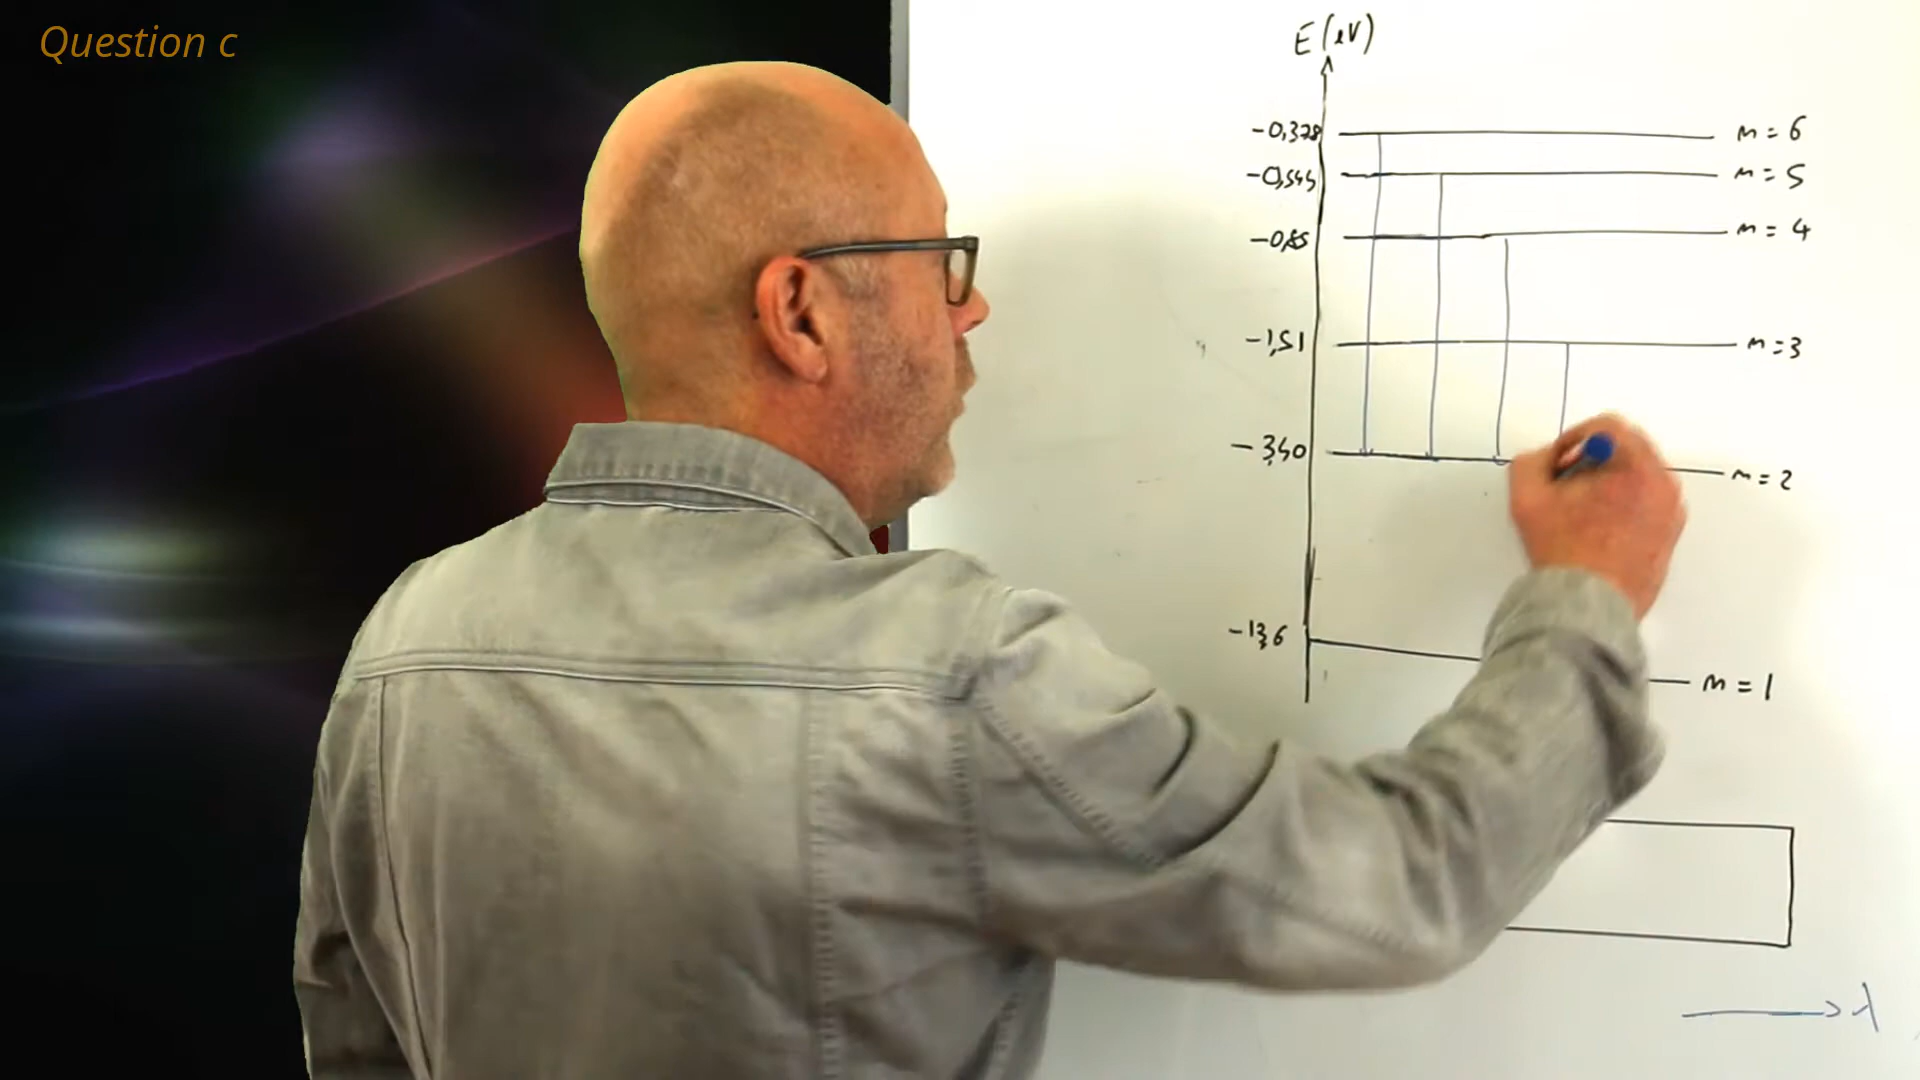 Question c
E (eV)
-0,378 n = 6
-0,544 n = 5
-0,85 n = 4
-1,51 n = 3
-3,40 n = 2
-13,6 n = 1
λ